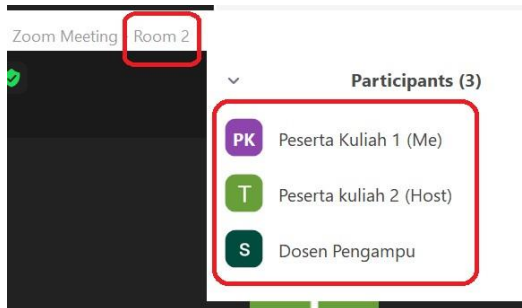 Zoom Meeting Room 2
Participants (3)
PK Peserta Kuliah 1 (Me)
T Peserta kuliah 2 (Host)
S Dosen Pengampu